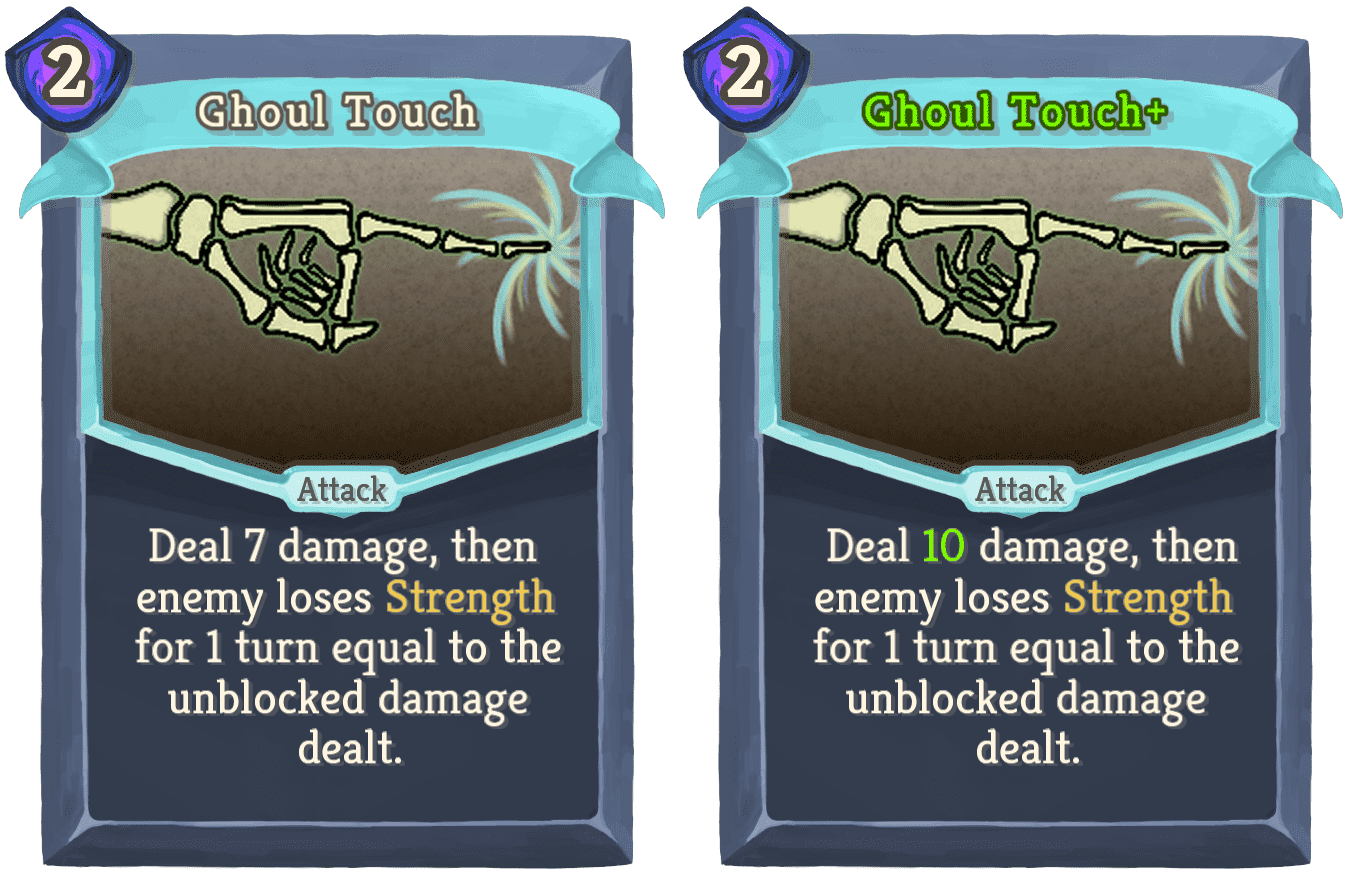 2
Ghoul Touch
Attack
Deal 7 damage, then
enemy loses Strength
for 1 turn equal to the
unblocked damage
dealt.
2
Ghoul Touch+
Attack
Deal 10 damage, then
enemy loses Strength
for 1 turn equal to the
unblocked damage
dealt.